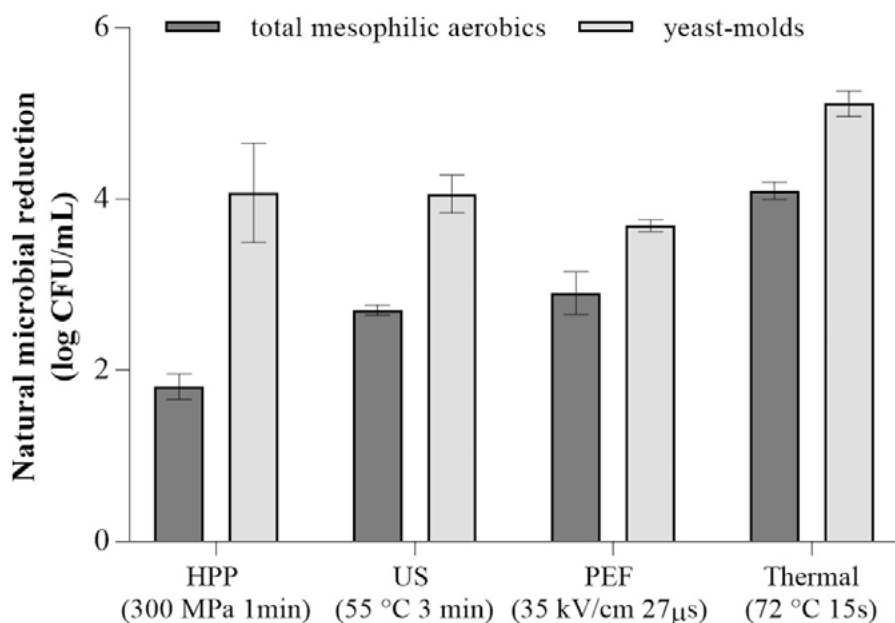 6
total mesophilic aerobics
yeast-molds
Natural microbial reduction
(log CFU/mL)
4
2
0
HPP
(300 MPa 1min)
US
(55 °C 3 min)
PEF
(35 kV/cm 27μs)
Thermal
(72 °C 15s)